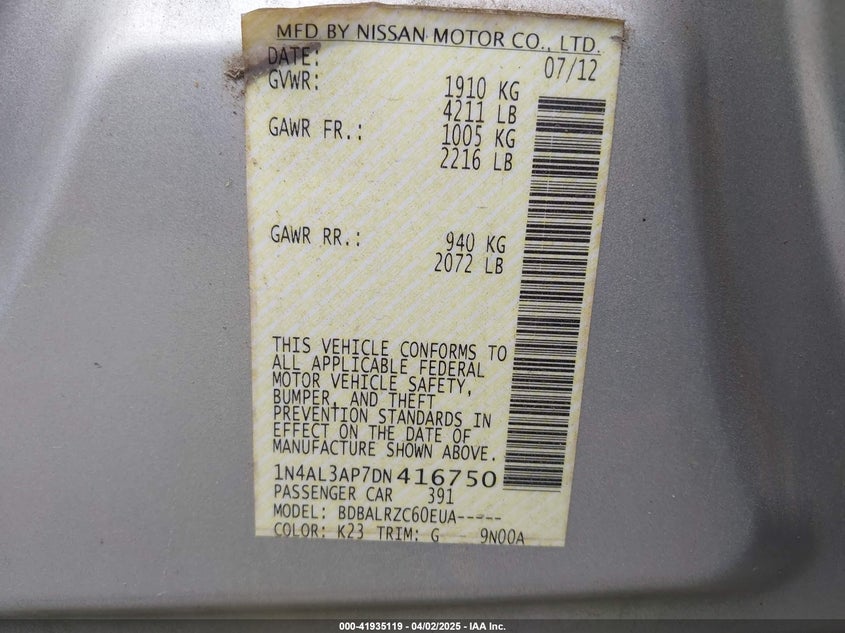 MFD BY NISSAN MOTOR CO., LTD.
DATE: 07/12
GVWR: 1910 KG
4211 LB
GAWR FR.: 1005 KG
2216 LB
GAWR RR.: 940 KG
2072 LB
THIS VEHICLE CONFORMS TO
ALL APPLICABLE FEDERAL
MOTOR VEHICLE SAFETY,
BUMPER, AND THEFT
PREVENTION STANDARDS IN
EFFECT ON THE DATE OF
MANUFACTURE SHOWN ABOVE.
1N4AL3AP7DN416750
PASSENGER CAR 391
MODEL: BDBALRZC60EUA-----
COLOR: K23 TRIM: G - 9N00A
000-41935119 - 04/02/2025 - IAA Inc.